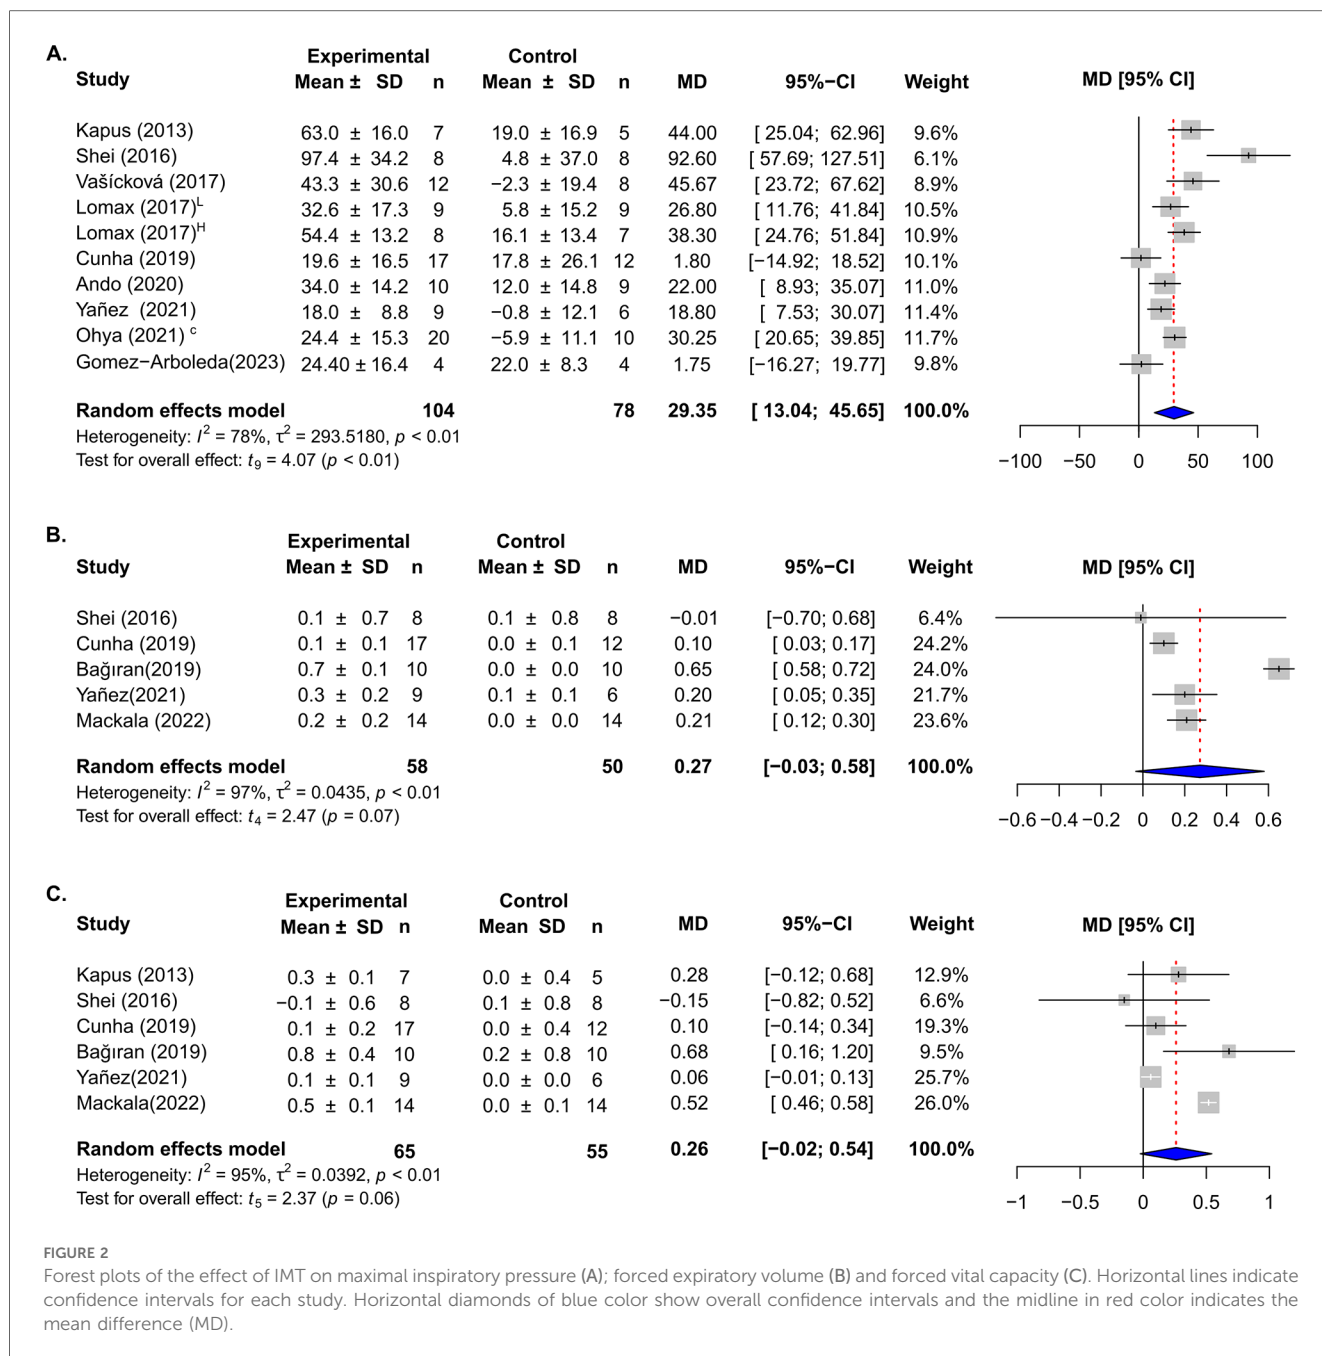 A.
Experimental Control
Study Mean ± SD n Mean ± SD n MD 95%−CI Weight MD [95% CI]
Kapus (2013) 63.0 ± 16.0 7 19.0 ± 16.9 5 44.00 [ 25.04; 62.96] 9.6%
Shei (2016) 97.4 ± 34.2 8 4.8 ± 37.0 8 92.60 [ 57.69; 127.51] 6.1%
Vašícková (2017) 43.3 ± 30.6 12 −2.3 ± 19.4 8 45.67 [ 23.72; 67.62] 8.9%
Lomax (2017)ᴸ 32.6 ± 17.3 9 5.8 ± 15.2 9 26.80 [ 11.76; 41.84] 10.5%
Lomax (2017)ᴴ 54.4 ± 13.2 8 16.1 ± 13.4 7 38.30 [ 24.76; 51.84] 10.9%
Cunha (2019) 19.6 ± 16.5 17 17.8 ± 26.1 12 1.80 [−14.92; 18.52] 10.1%
Ando (2020) 34.0 ± 14.2 10 12.0 ± 14.8 9 22.00 [ 8.93; 35.07] 11.0%
Yañez (2021) 18.0 ± 8.8 9 −0.8 ± 12.1 6 18.80 [ 7.53; 30.07] 11.4%
Ohya (2021) ᶜ 24.4 ± 15.3 20 −5.9 ± 11.1 10 30.25 [ 20.65; 39.85] 11.7%
Gomez−Arboleda(2023) 24.40 ± 16.4 4 22.0 ± 8.3 4 1.75 [−16.27; 19.77] 9.8%
Random effects model 104 78 29.35 [ 13.04; 45.65] 100.0%
Heterogeneity: I² = 78%, τ² = 293.5180, p < 0.01
Test for overall effect: t₉ = 4.07 (p < 0.01)
−100 −50 0 50 100
B.
Experimental Control
Study Mean ± SD n Mean ± SD n MD 95%−CI Weight MD [95% CI]
Shei (2016) 0.1 ± 0.7 8 0.1 ± 0.8 8 −0.01 [−0.70; 0.68] 6.4%
Cunha (2019) 0.1 ± 0.1 17 0.0 ± 0.1 12 0.10 [ 0.03; 0.17] 24.2%
Bağıran(2019) 0.7 ± 0.1 10 0.0 ± 0.0 10 0.65 [ 0.58; 0.72] 24.0%
Yañez(2021) 0.3 ± 0.2 9 0.1 ± 0.1 6 0.20 [ 0.05; 0.35] 21.7%
Mackala (2022) 0.2 ± 0.2 14 0.0 ± 0.0 14 0.21 [ 0.12; 0.30] 23.6%
Random effects model 58 50 0.27 [−0.03; 0.58] 100.0%
Heterogeneity: I² = 97%, τ² = 0.0435, p < 0.01
Test for overall effect: t₄ = 2.47 (p = 0.07)
−0.6 −0.4 −0.2 0 0.2 0.4 0.6
C.
Experimental Control
Study Mean ± SD n Mean SD n MD 95%−CI Weight MD [95% CI]
Kapus (2013) 0.3 ± 0.1 7 0.0 ± 0.4 5 0.28 [−0.12; 0.68] 12.9%
Shei (2016) −0.1 ± 0.6 8 0.1 ± 0.8 8 −0.15 [−0.82; 0.52] 6.6%
Cunha (2019) 0.1 ± 0.2 17 0.0 ± 0.4 12 0.10 [−0.14; 0.34] 19.3%
Bağıran (2019) 0.8 ± 0.4 10 0.2 ± 0.8 10 0.68 [ 0.16; 1.20] 9.5%
Yañez(2021) 0.1 ± 0.1 9 0.0 ± 0.0 6 0.06 [−0.01; 0.13] 25.7%
Mackala(2022) 0.5 ± 0.1 14 0.0 ± 0.1 14 0.52 [ 0.46; 0.58] 26.0%
Random effects model 65 55 0.26 [−0.02; 0.54] 100.0%
Heterogeneity: I² = 95%, τ² = 0.0392, p < 0.01
Test for overall effect: t₅ = 2.37 (p = 0.06)
−1 −0.5 0 0.5 1
FIGURE 2
Forest plots of the effect of IMT on maximal inspiratory pressure (A); forced expiratory volume (B) and forced vital capacity (C). Horizontal lines indicate
confidence intervals for each study. Horizontal diamonds of blue color show overall confidence intervals and the midline in red color indicates the
mean difference (MD).